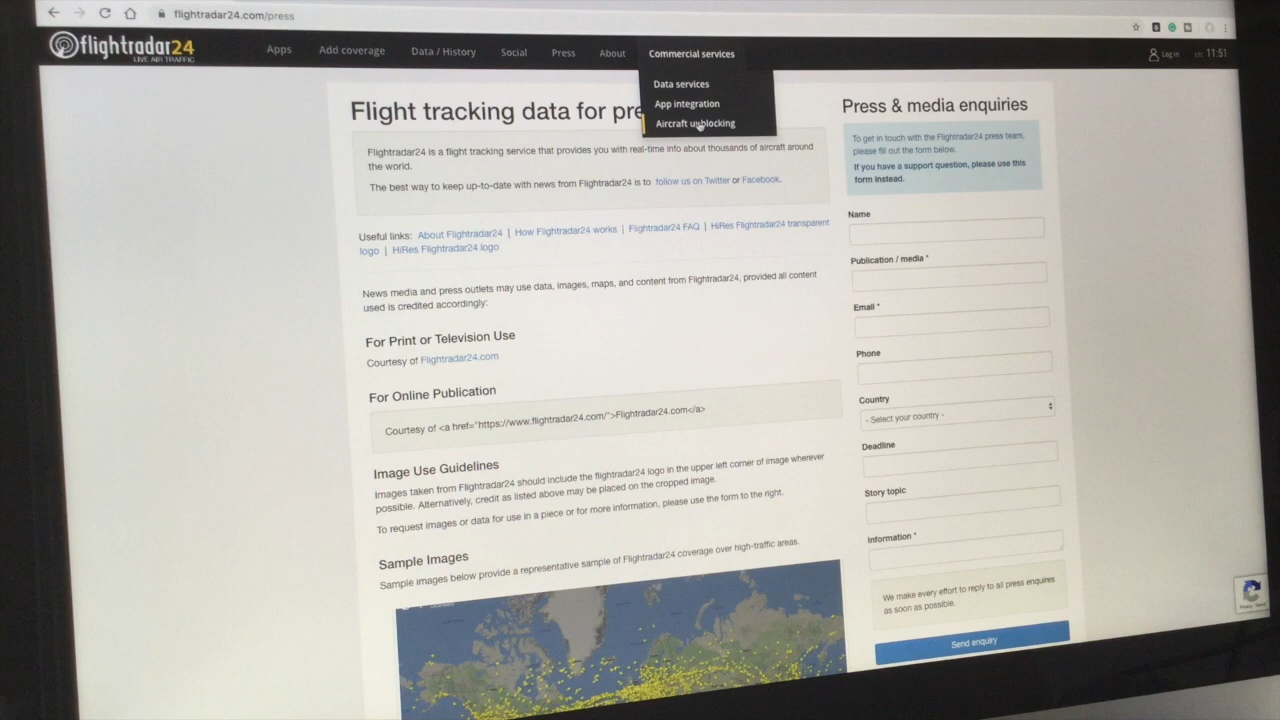 flightradar24.com/press
flightradar24
LIVE AIR TRAFFIC
Apps
Add coverage
Data / History
Social
Press
About
Commercial services
Log in
UTC 11:51
Data services
App integration
Aircraft unblocking
Flight tracking data for pre
Flightradar24 is a flight tracking service that provides you with real-time info about thousands of aircraft around
the world.
The best way to keep up-to-date with news from Flightradar24 is to follow us on Twitter or Facebook.
Useful links: About Flightradar24 | How Flightradar24 works | Flightradar24 FAQ | HiRes Flightradar24 transparent
logo | HiRes Flightradar24 logo
News media and press outlets may use data, images, maps, and content from Flightradar24, provided all content
used is credited accordingly:
For Print or Television Use
Courtesy of Flightradar24.com
For Online Publication
Courtesy of <a href="https://www.flightradar24.com/">Flightradar24.com</a>
Image Use Guidelines
Images taken from Flightradar24 should include the flightradar24 logo in the upper left corner of image wherever
possible. Alternatively, credit as listed above may be placed on the cropped image.
To request images or data for use in a piece or for more information, please use the form to the right.
Sample Images
Sample images below provide a representative sample of Flightradar24 coverage over high-traffic areas.
Press & media enquiries
To get in touch with the Flightradar24 press team,
please fill out the form below.
If you have a support question, please use this
form instead.
Name
Publication / media *
Email *
Phone
Country
- Select your country -
Deadline
Story topic
Information *
We make every effort to reply to all press enquires
as soon as possible.
Send enquiry
Privacy - Terms